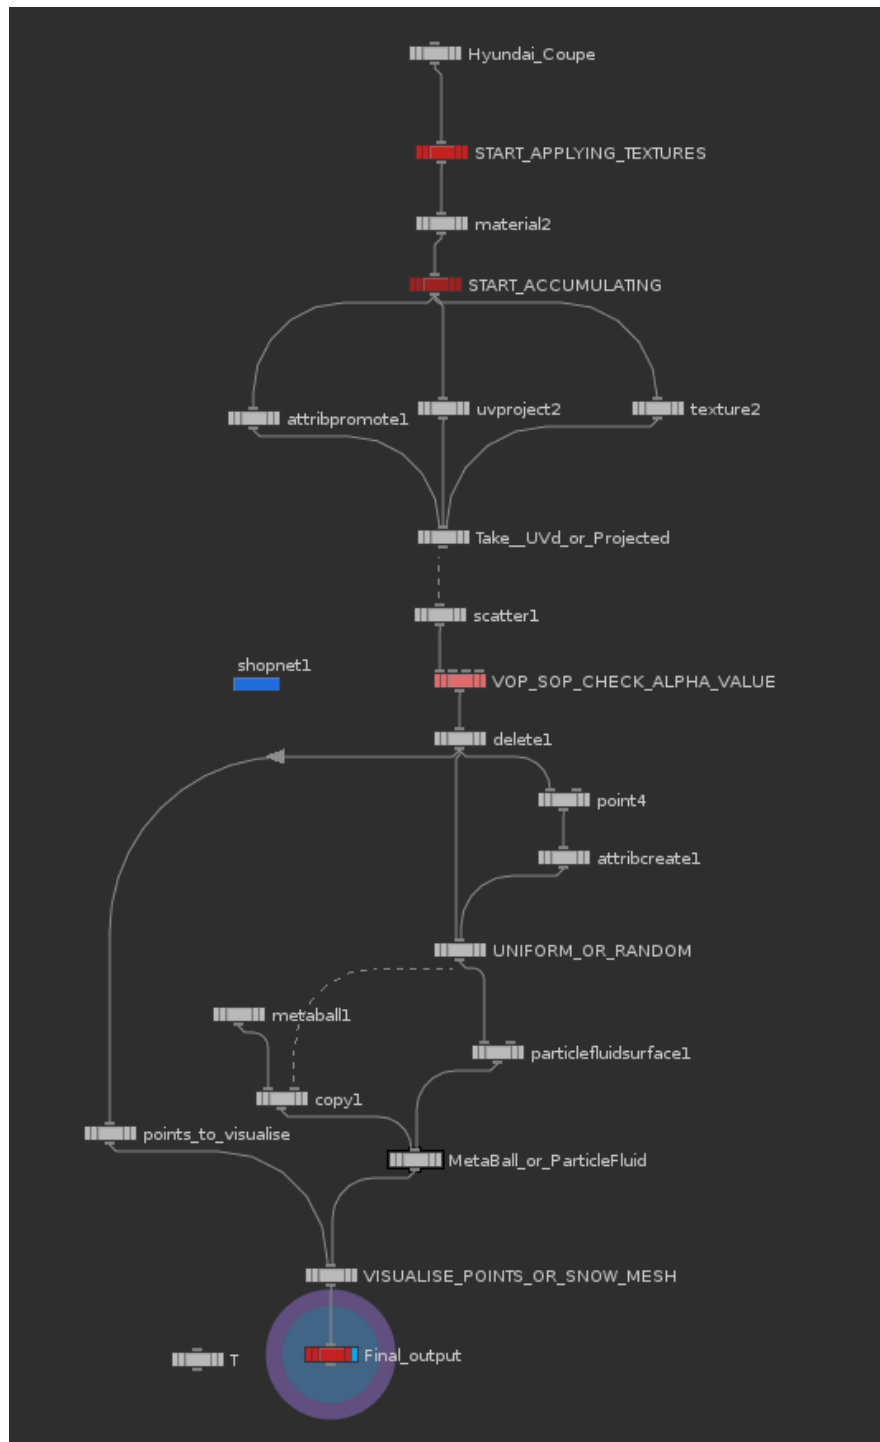 Hyundai_Coupe
START_APPLYING_TEXTURES
material2
START_ACCUMULATING
attribpromote1
uvproject2
texture2
Take__UVd_or_Projected
scatter1
shopnet1
VOP_SOP_CHECK_ALPHA_VALUE
delete1
point4
attribcreate1
UNIFORM_OR_RANDOM
metaball1
particlefluidsurface1
copy1
points_to_visualise
MetaBall_or_ParticleFluid
VISUALISE_POINTS_OR_SNOW_MESH
T
Final_output